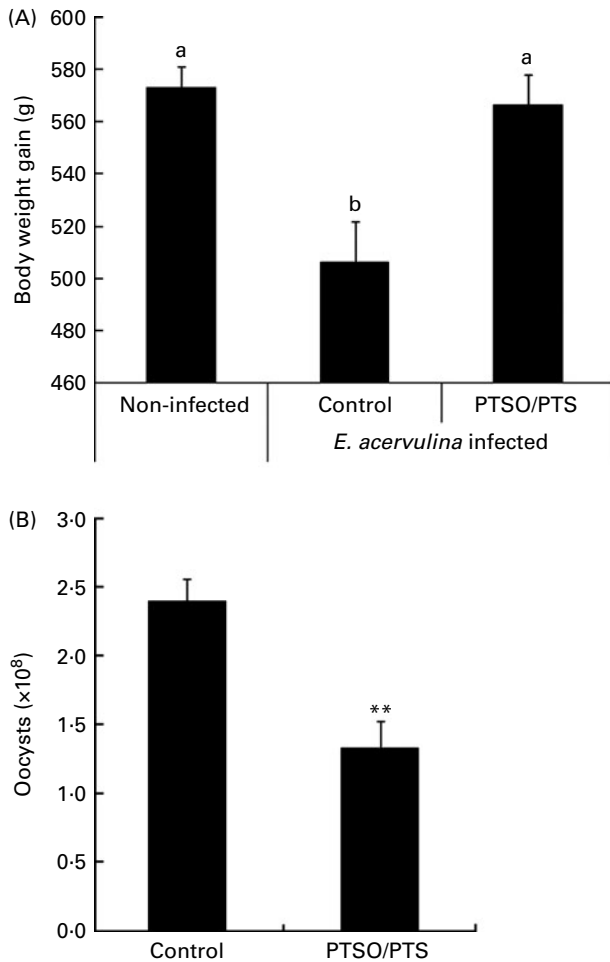 (A)
600
580
560
540
520
500
480
460
Body weight gain (g)
a
b
a
Non-infected Control PTSO/PTS
E. acervulina infected
(B)
3·0
2·5
2·0
1·5
1·0
0·5
0·0
Oocysts (×10⁸)
**
Control PTSO/PTS